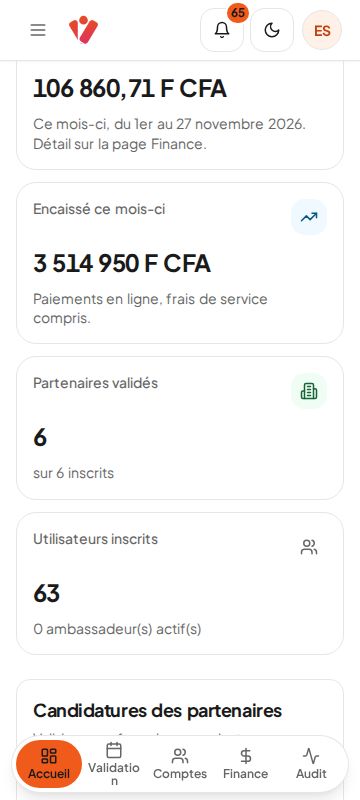 65
ES
106 860,71 F CFA
Ce mois-ci, du 1er au 27 novembre 2026.
Détail sur la page Finance.
Encaissé ce mois-ci
3 514 950 F CFA
Paiements en ligne, frais de service
compris.
Partenaires validés
6
sur 6 inscrits
Utilisateurs inscrits
63
0 ambassadeur(s) actif(s)
Candidatures des partenaires
Accueil
Validatio
n
Comptes
Finance
Audit